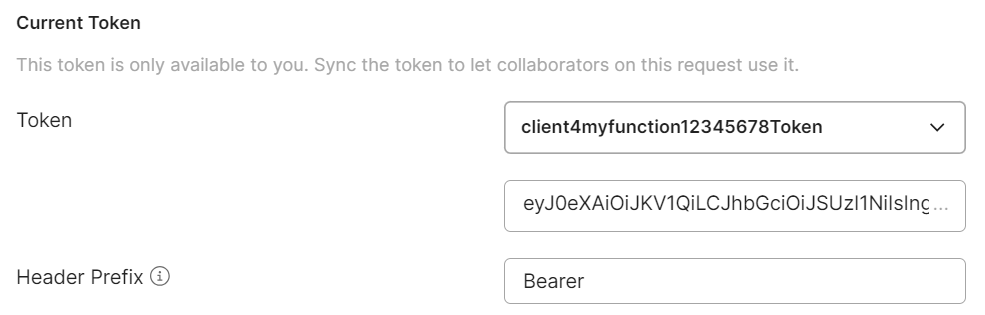 Current Token
This token is only available to you. Sync the token to let collaborators on this request use it.
Token
client4myfunction12345678Token
eyJ0eXAiOiJKV1QiLCJhbGciOiJSUzI1NiIsIng...
Header Prefix
Bearer